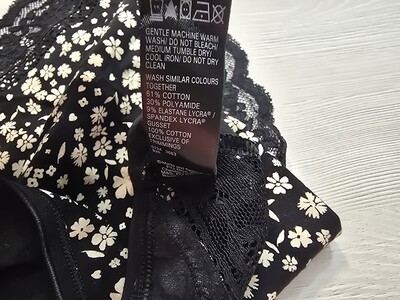 GENTLE MACHINE WARM
WASH/ DO NOT BLEACH/
MEDIUM TUMBLE DRY/
COOL IRON/ DO NOT DRY
CLEAN
WASH SIMILAR COLOURS
TOGETHER
51% COTTON
30% POLYAMIDE
9% ELASTANE LYCRA® /
SPANDEX LYCRA®
GUSSET
100% COTTON
EXCLUSIVE OF
TRIMMINGS